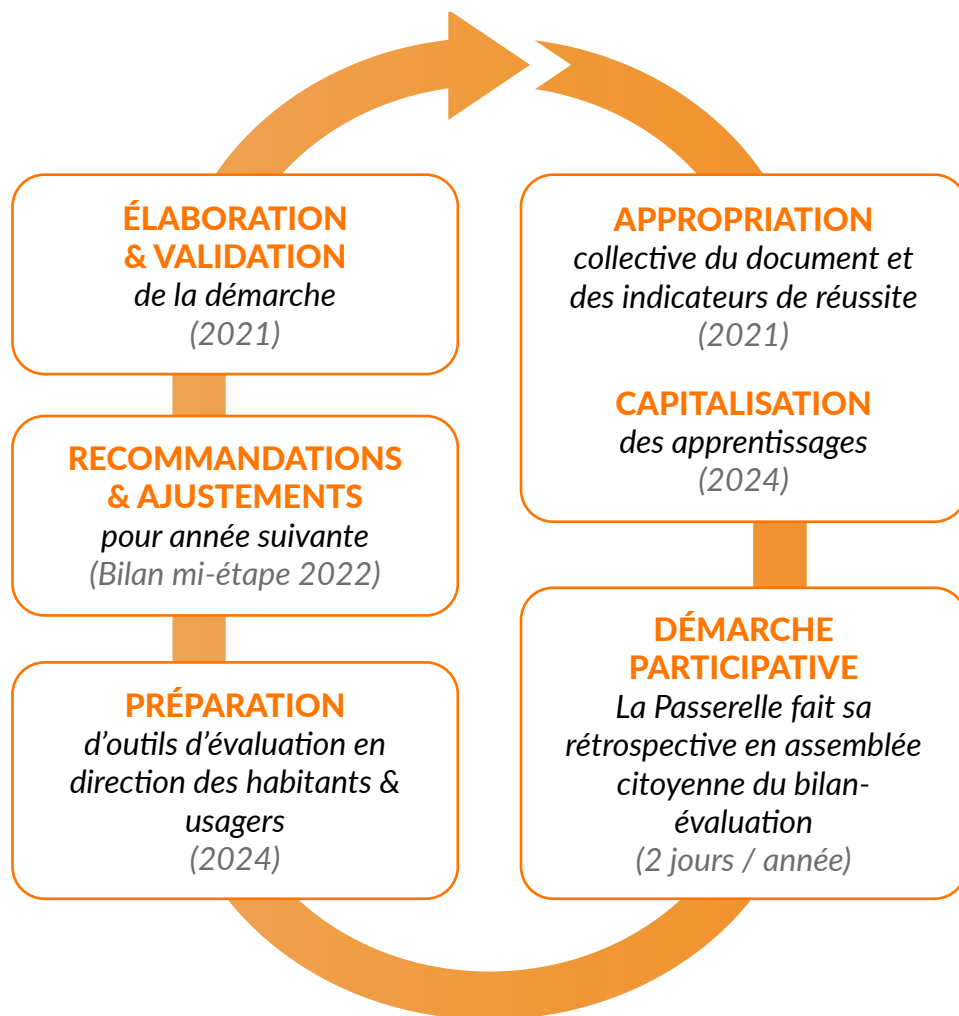 ÉLABORATION
& VALIDATION
de la démarche
(2021)
RECOMMANDATIONS
& AJUSTEMENTS
pour année suivante
(Bilan mi-étape 2022)
PRÉPARATION
d'outils d'évaluation en
direction des habitants &
usagers
(2024)
APPROPRIATION
collective du document et
des indicateurs de réussite
(2021)
CAPITALISATION
des apprentissages
(2024)
DÉMARCHE
PARTICIPATIVE
La Passerelle fait sa
rétrospective en assemblée
citoyenne du bilan-
évaluation
(2 jours / année)